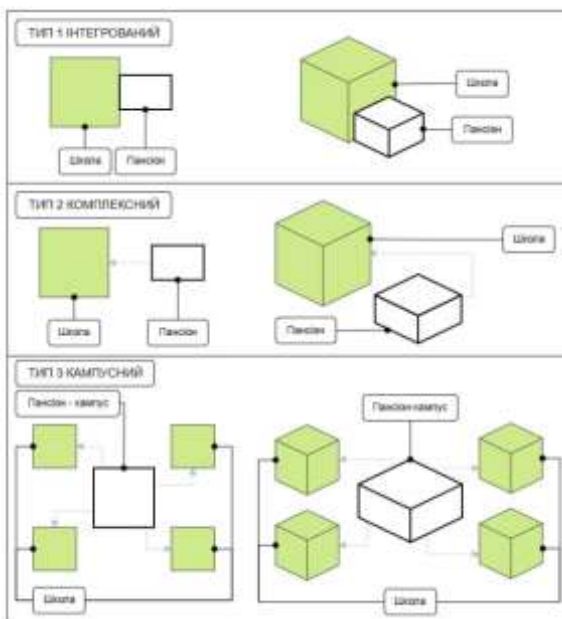 ТИП 1 ІНТЕГРОВАНИЙ
Школа
Пансіон
Школа
Пансіон
ТИП 2 КОМПЛЕКСНИЙ
Школа
Школа
Пансіон
Пансіон
ТИП 3 КАМПУСНИЙ
Пансіон - кампус
Пансіон-кампус
Школа
Школа